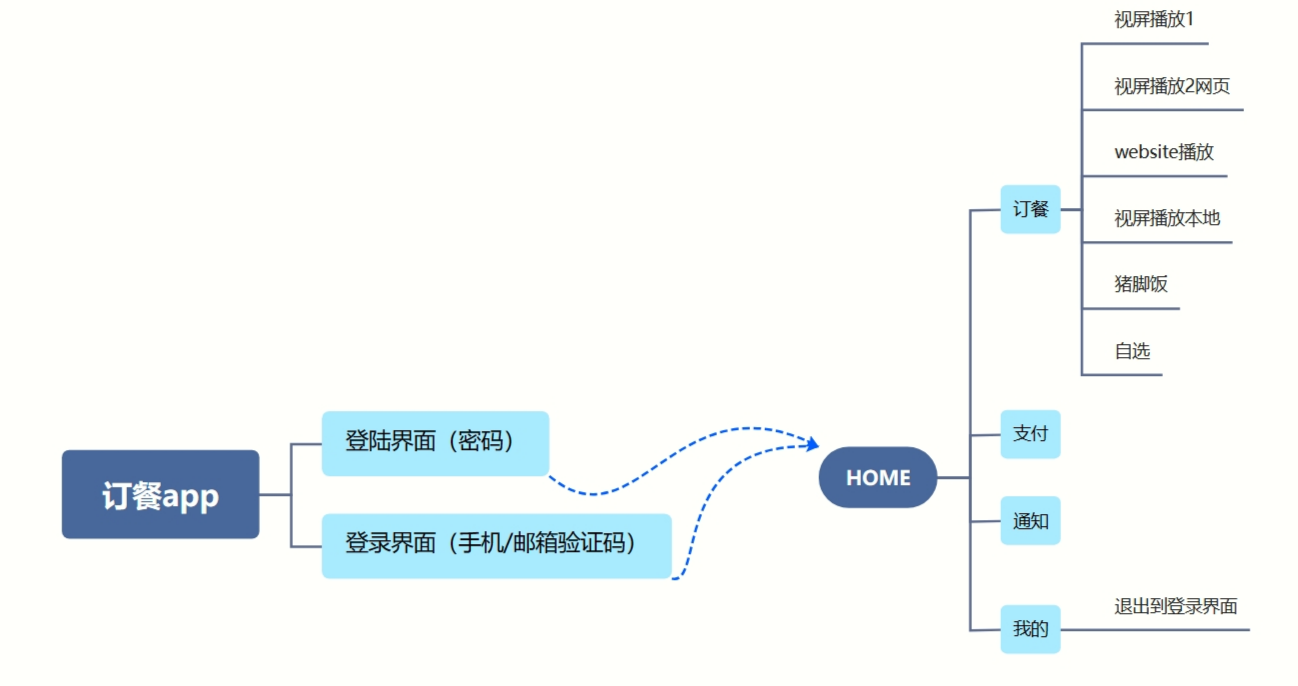 视屏播放1
视屏播放2网页
website播放
订餐
视屏播放本地
猪脚饭
自选
登陆界面（密码）
支付
HOME
订餐app
通知
登录界面（手机/邮箱验证码）
退出到登录界面
我的